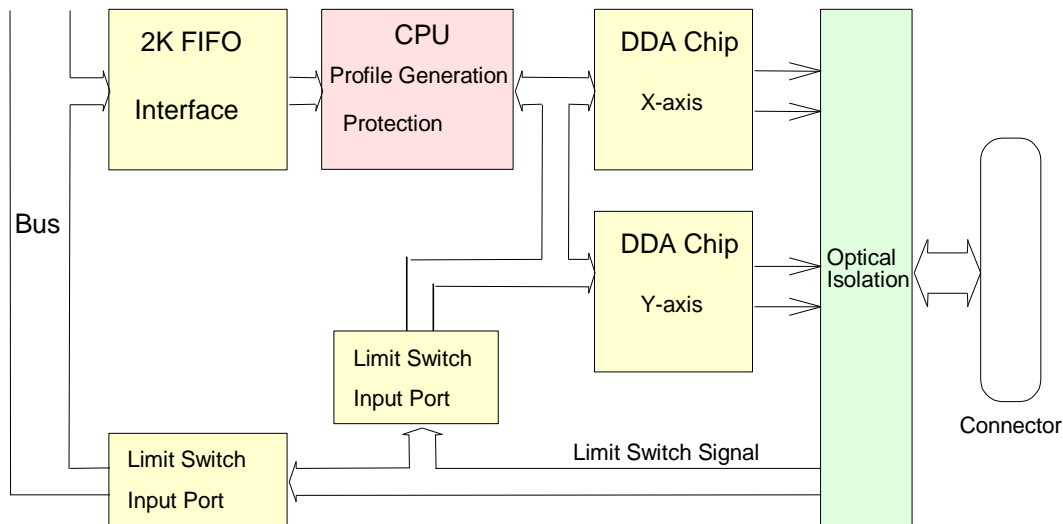 2K FIFO
Interface
CPU
Profile Generation
Protection
DDA Chip
X-axis
Bus
DDA Chip
Y-axis
Optical
Isolation
Limit Switch
Input Port
Connector
Limit Switch Signal
Limit Switch
Input Port